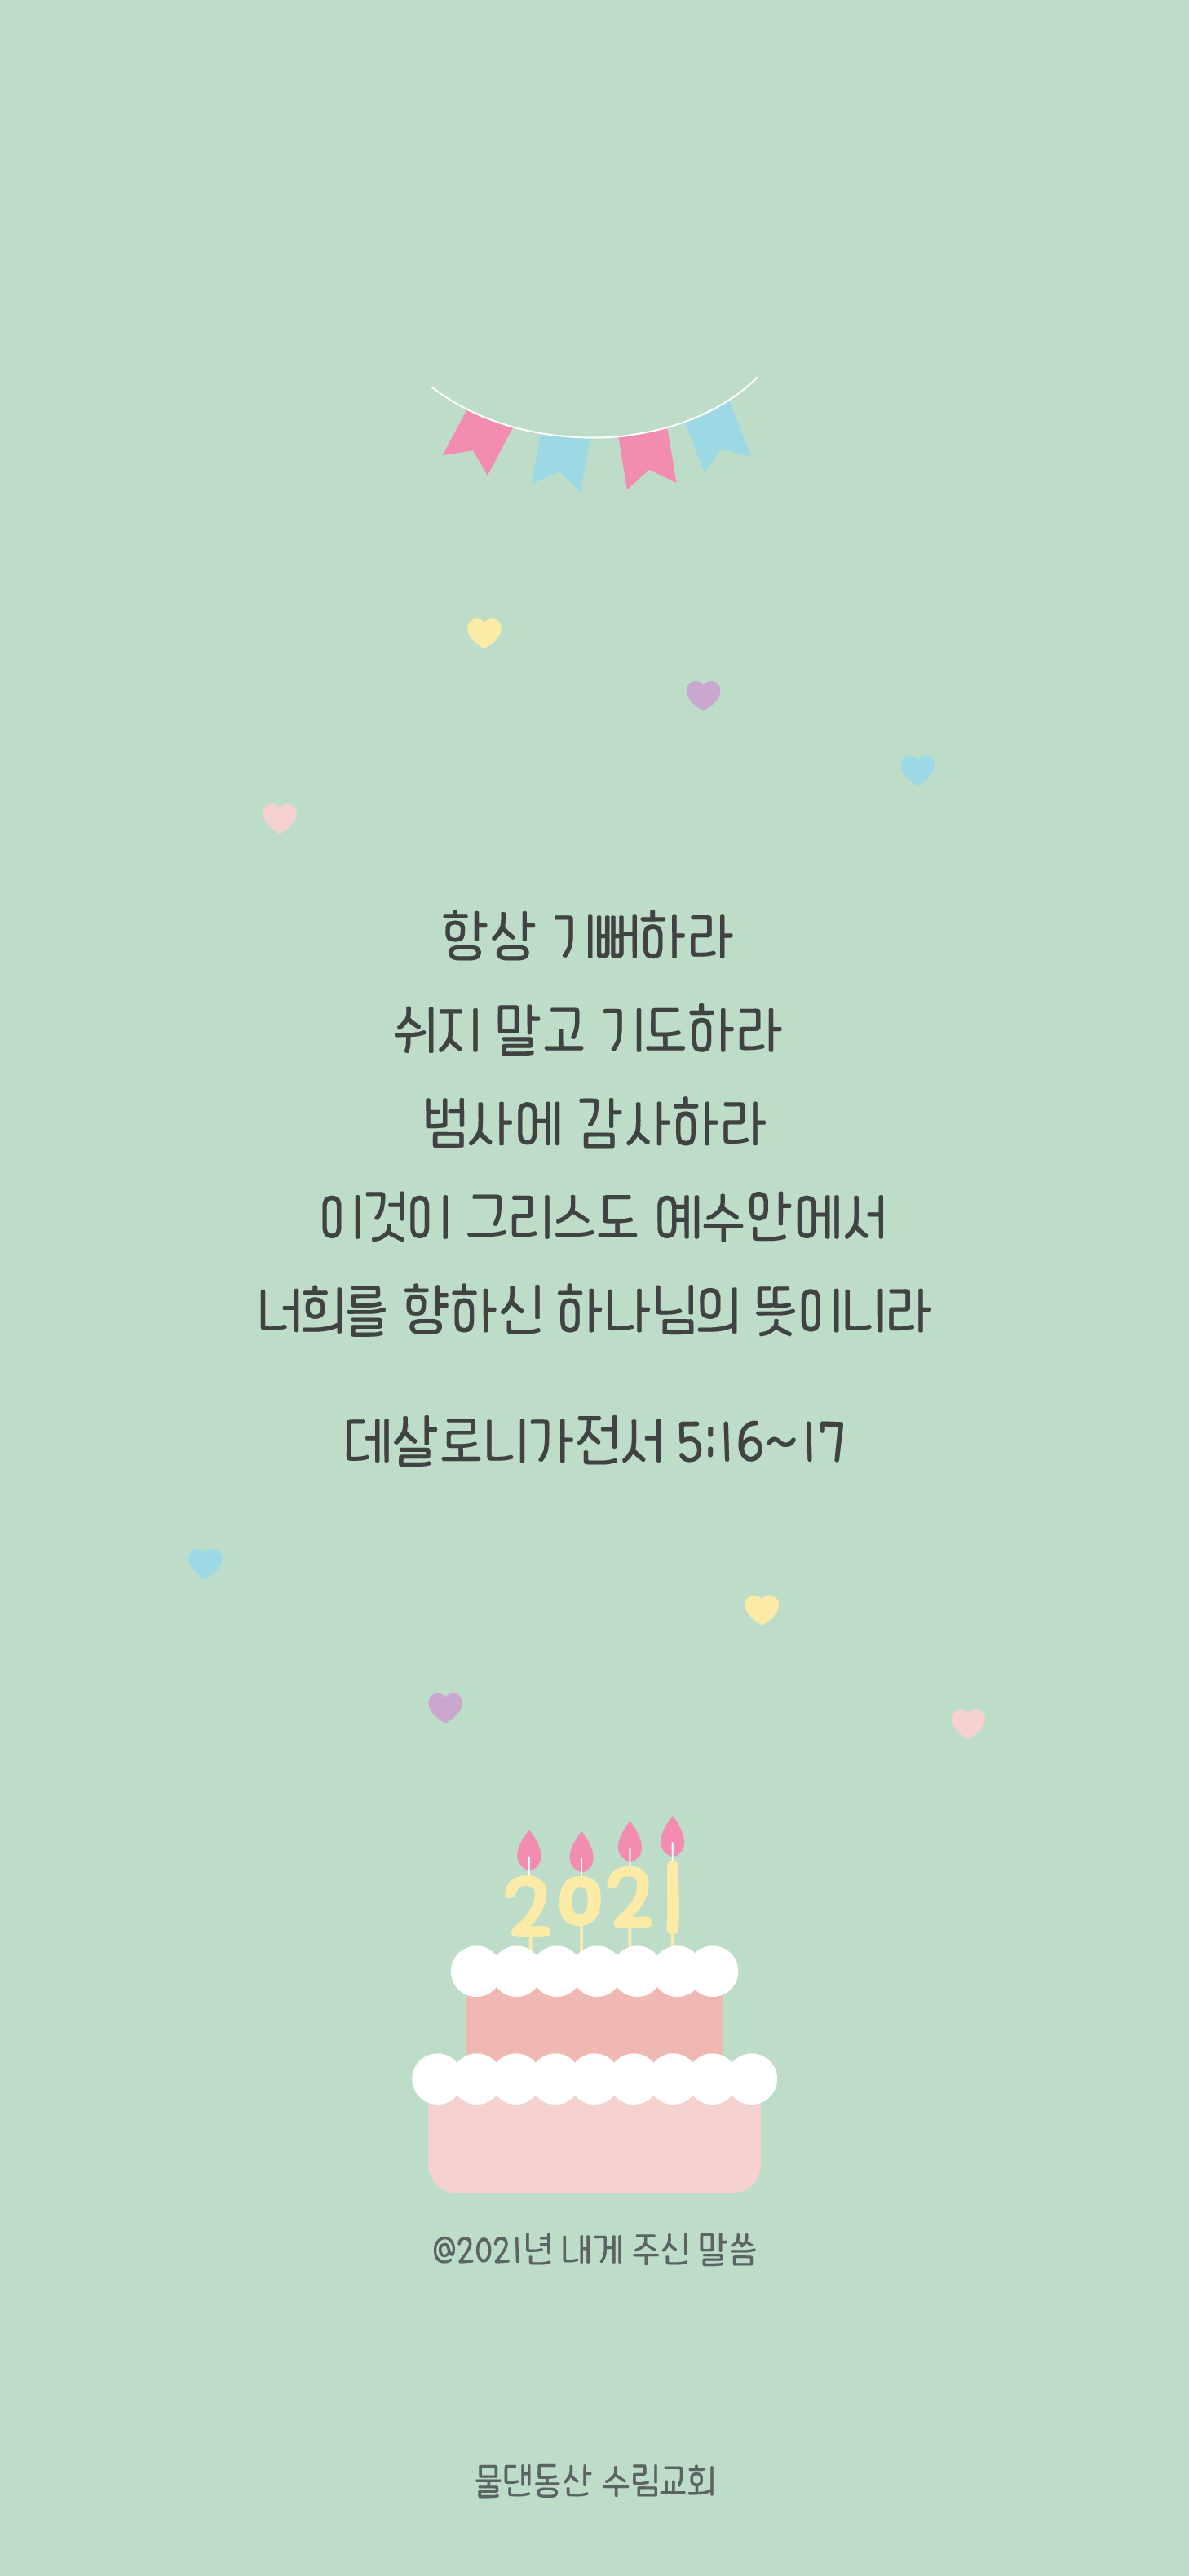 항상 기뻐하라
쉬지 말고 기도하라
범사에 감사하라
이것이 그리스도 예수안에서
너희를 향하신 하나님의 뜻이니라
데살로니가전서 5:16~17
2021
@2021년 내게 주신 말씀
물댄동산 수림교회